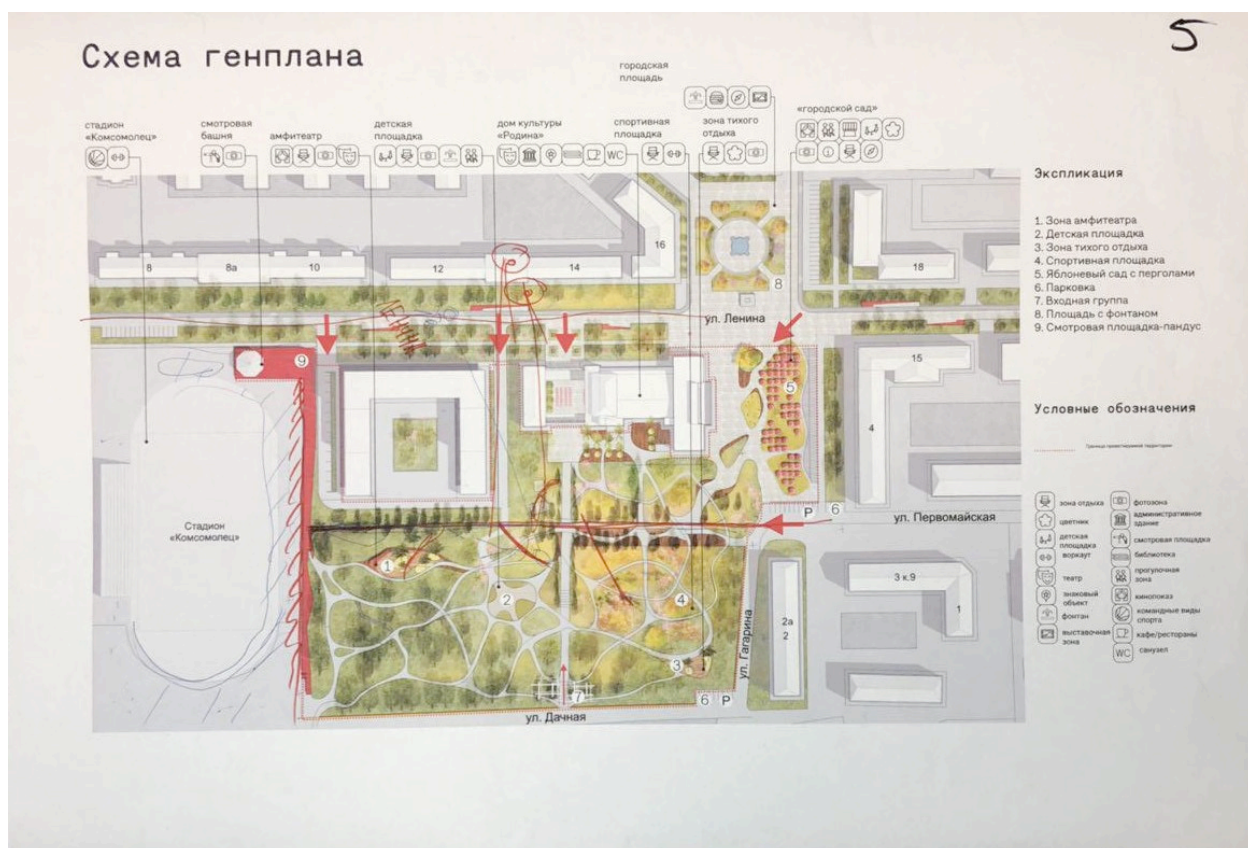 5
Схема генплана
городская
площадь
стадион
«Комсомолец»
смотровая
башня
амфитеатр
детская
площадка
дом культуры
«Родина»
спортивная
площадка
зона тихого
отдыха
«городской сад»
WC
8
8а
10
12
14
16
18
8
ул. Ленина
ЛЕНИНА
9
5
15
4
Р
6
ул. Первомайская
Стадион
«Комсомолец»
1
2
4
3
7
6
Р
ул. Гагарина
2а
2
3 к.9
1
ул. Дачная
Экспликация
1. Зона амфитеатра
2. Детская площадка
3. Зона тихого отдыха
4. Спортивная площадка
5. Яблоневый сад с перголами
6. Парковка
7. Входная группа
8. Площадь с фонтаном
9. Смотровая площадка-пандус
Условные обозначения
Граница проектируемой территории
зона отдыха
цветник
детская
площадка
воркаут
театр
знаковый
объект
фонтан
выставочная
зона
фотозона
административное
здание
смотровая площадка
библиотека
прогулочная
зона
кинопоказ
командные виды
спорта
кафе/рестораны
WC
санузел